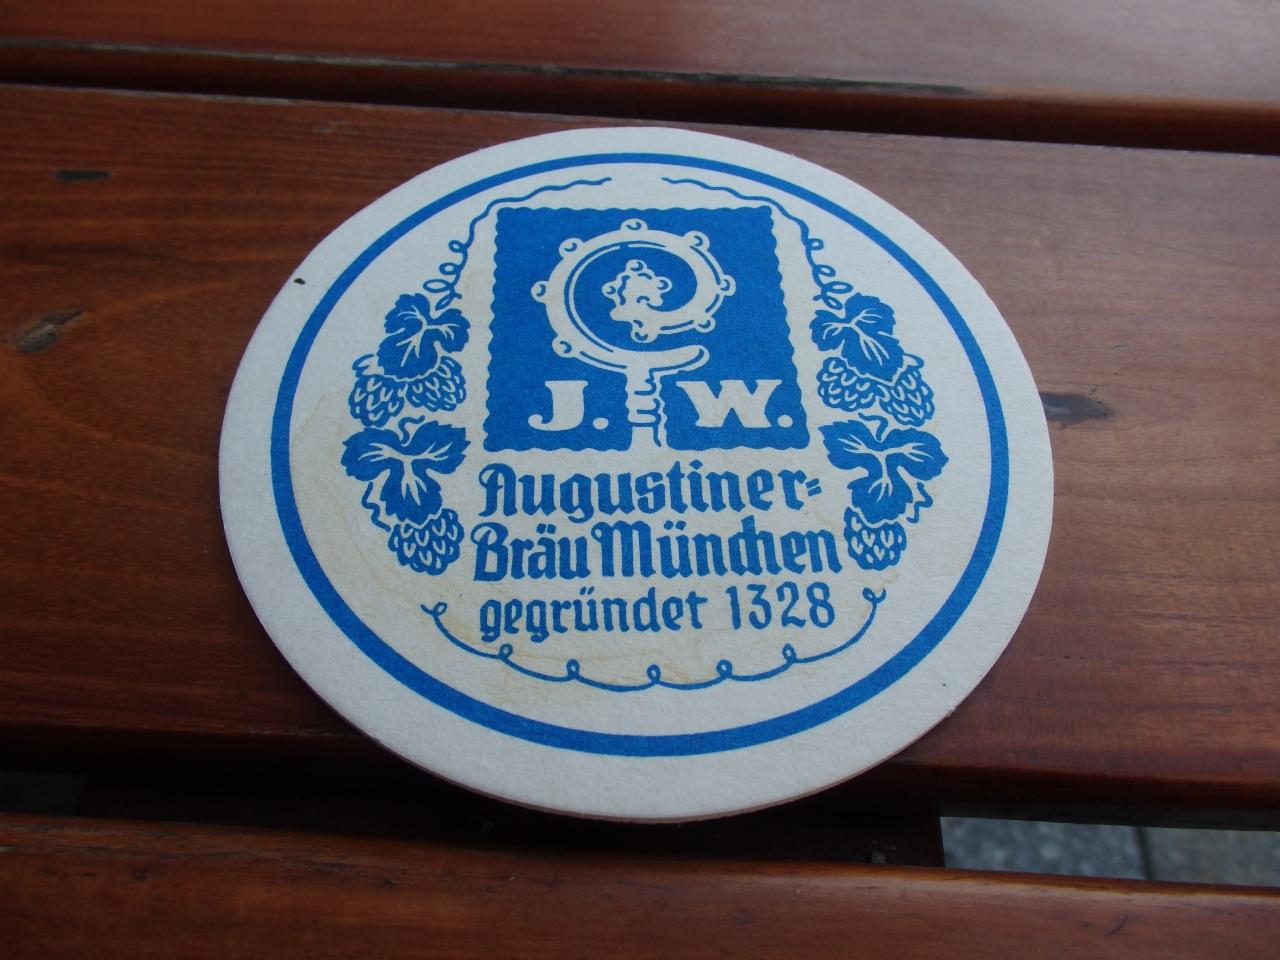 J. W.
Augustiner-
Bräu München
gegründet 1328